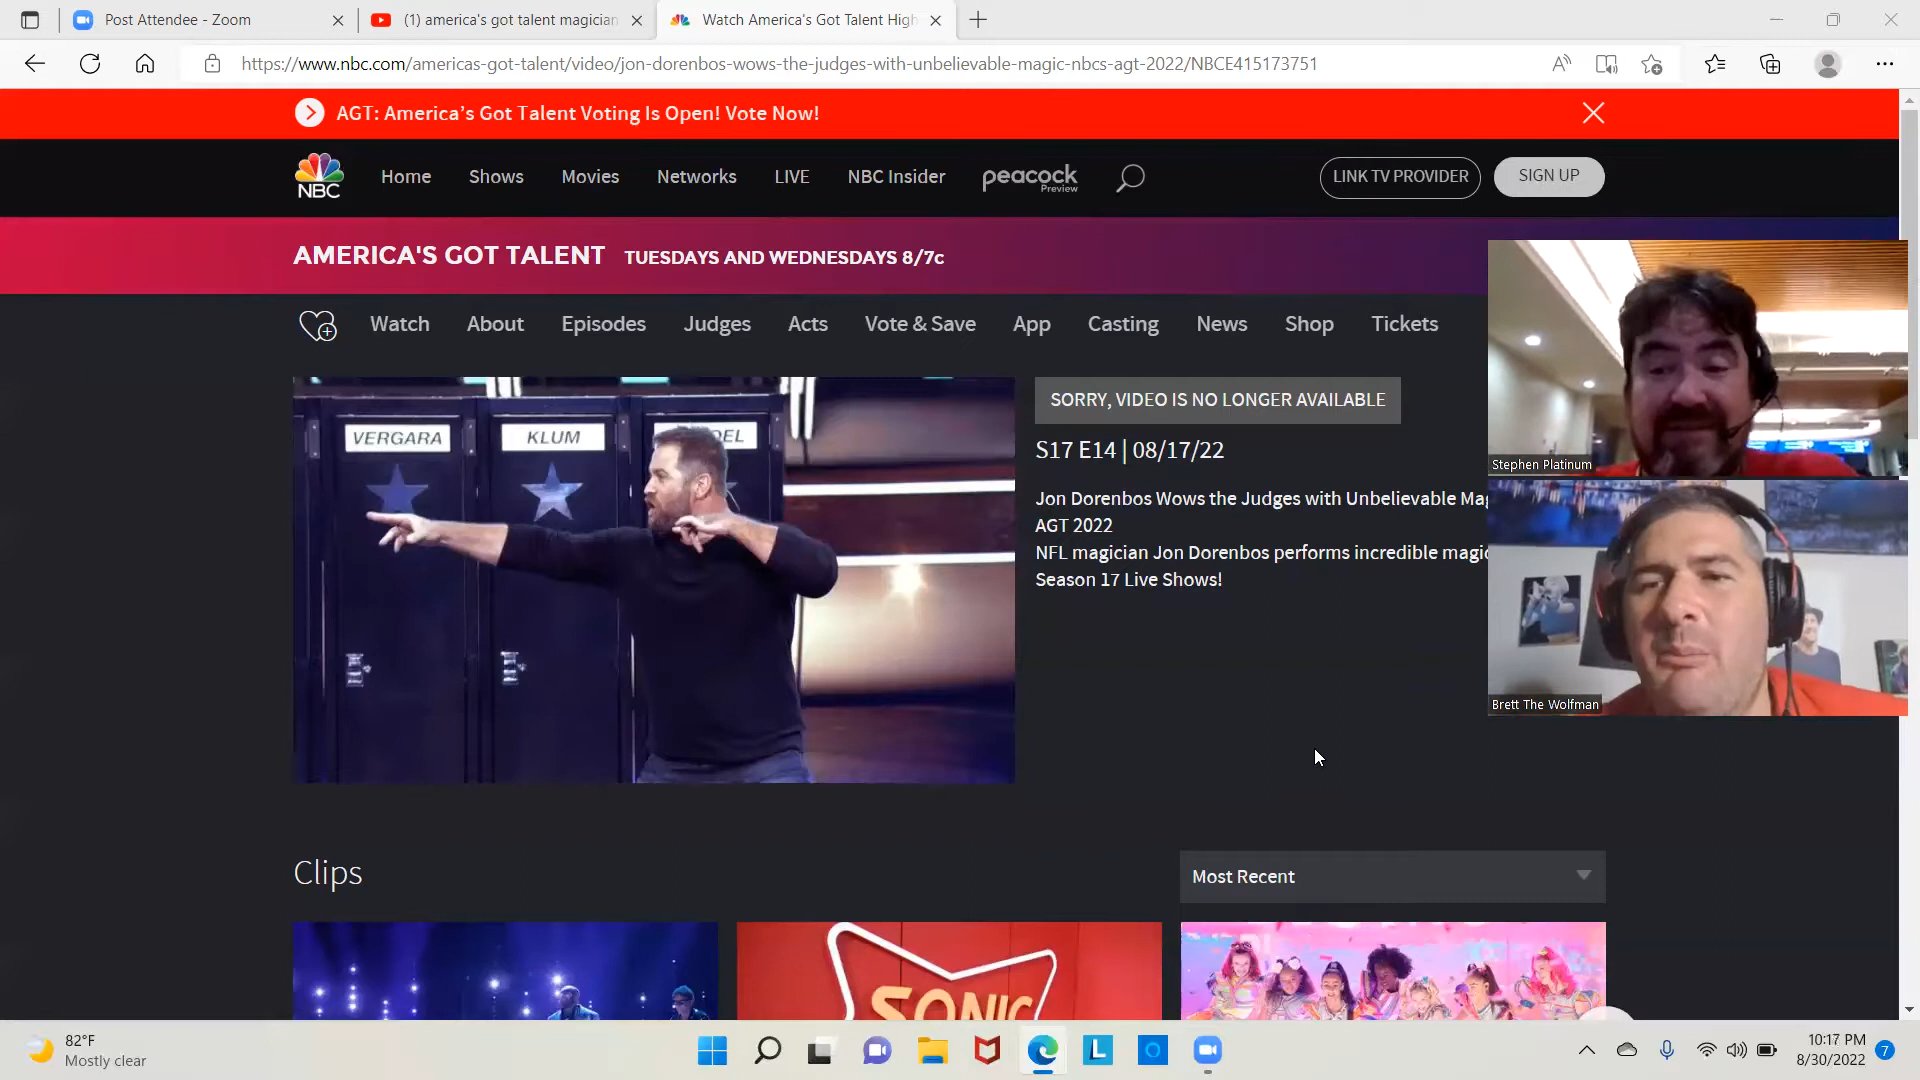 Post Attendee - Zoom
(1) america's got talent magician
Watch America's Got Talent High
https://www.nbc.com/americas-got-talent/video/jon-dorenbos-wows-the-judges-with-unbelievable-magic-nbcs-agt-2022/NBCE415173751
AGT: America's Got Talent Voting Is Open! Vote Now!
NBC
Home
Shows
Movies
Networks
LIVE
NBC Insider
peacock
Preview
LINK TV PROVIDER
SIGN UP
AMERICA'S GOT TALENT TUESDAYS AND WEDNESDAYS 8/7c
Watch
About
Episodes
Judges
Acts
Vote & Save
App
Casting
News
Shop
Tickets
VERGARA
KLUM
DEL
SORRY, VIDEO IS NO LONGER AVAILABLE
S17 E14 | 08/17/22
Jon Dorenbos Wows the Judges with Unbelievable Mag
AGT 2022
NFL magician Jon Dorenbos performs incredible magic
Season 17 Live Shows!
Stephen Platinum
Brett The Wolfman
Clips
Most Recent
SONIC
82°F
Mostly clear
10:17 PM
8/30/2022
7